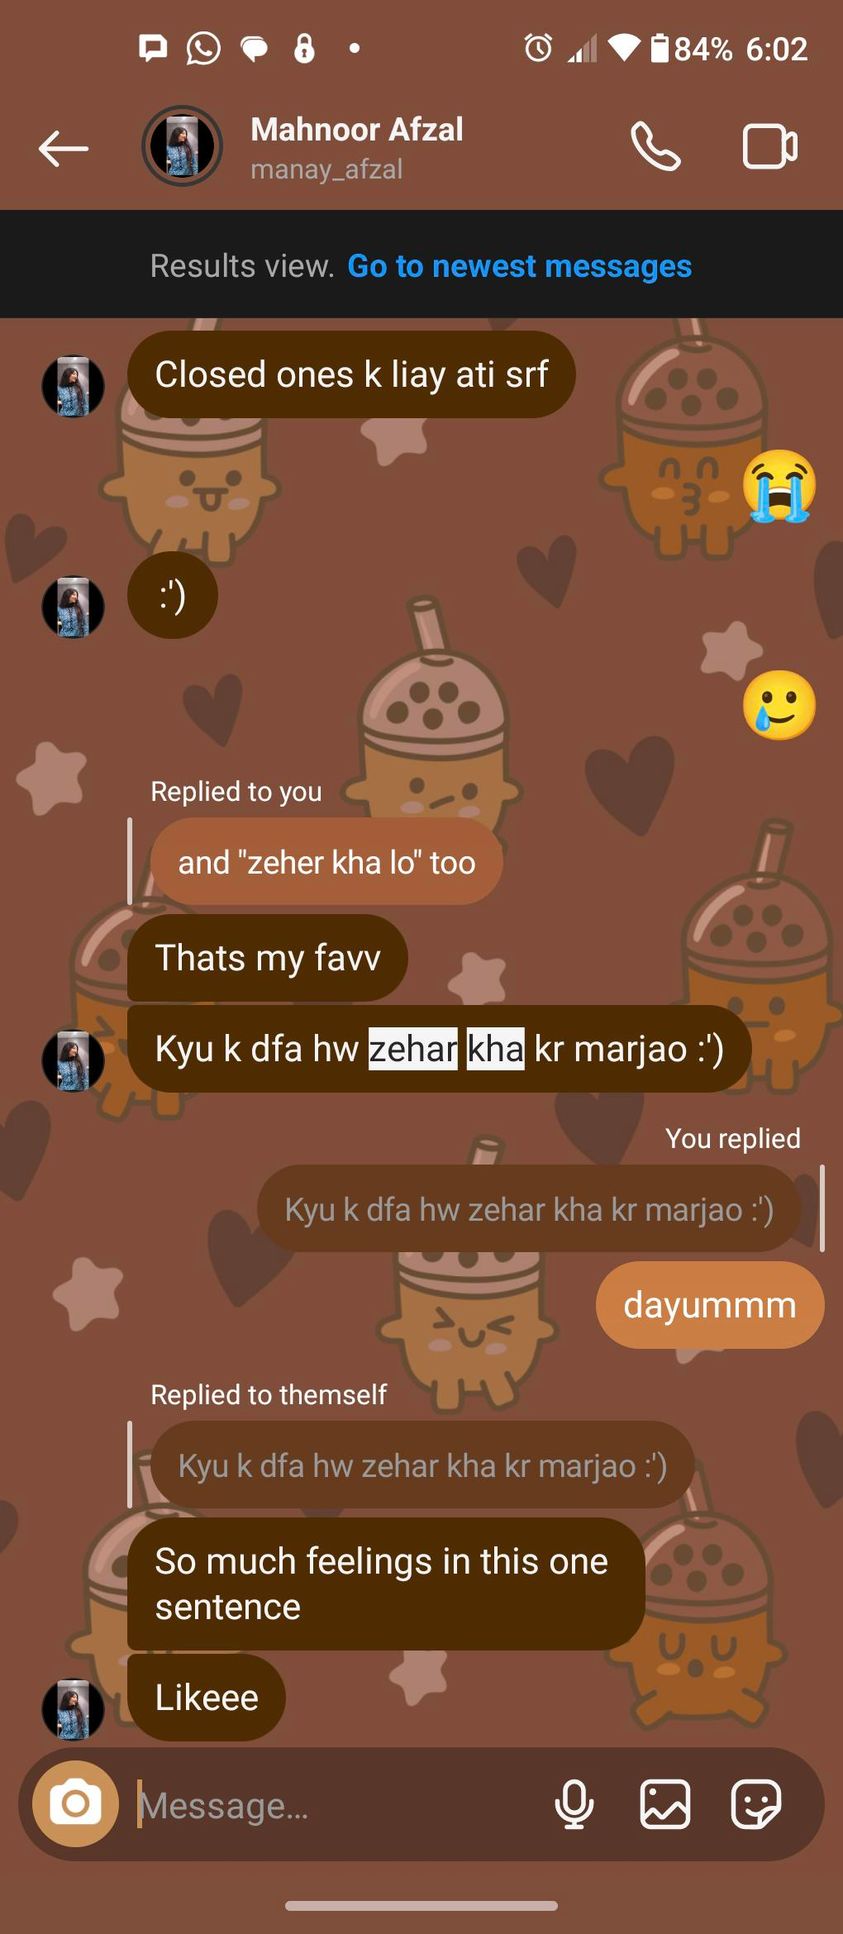 84% 6:02
Mahnoor Afzal
manay_afzal
Results view. Go to newest messages
Closed ones k liay ati srf
:')
Replied to you
and "zeher kha lo" too
Thats my favv
Kyu k dfa hw zehar kha kr marjao :')
You replied
Kyu k dfa hw zehar kha kr marjao :')
dayummm
Replied to themself
Kyu k dfa hw zehar kha kr marjao :')
So much feelings in this one
sentence
Likeee
Message...